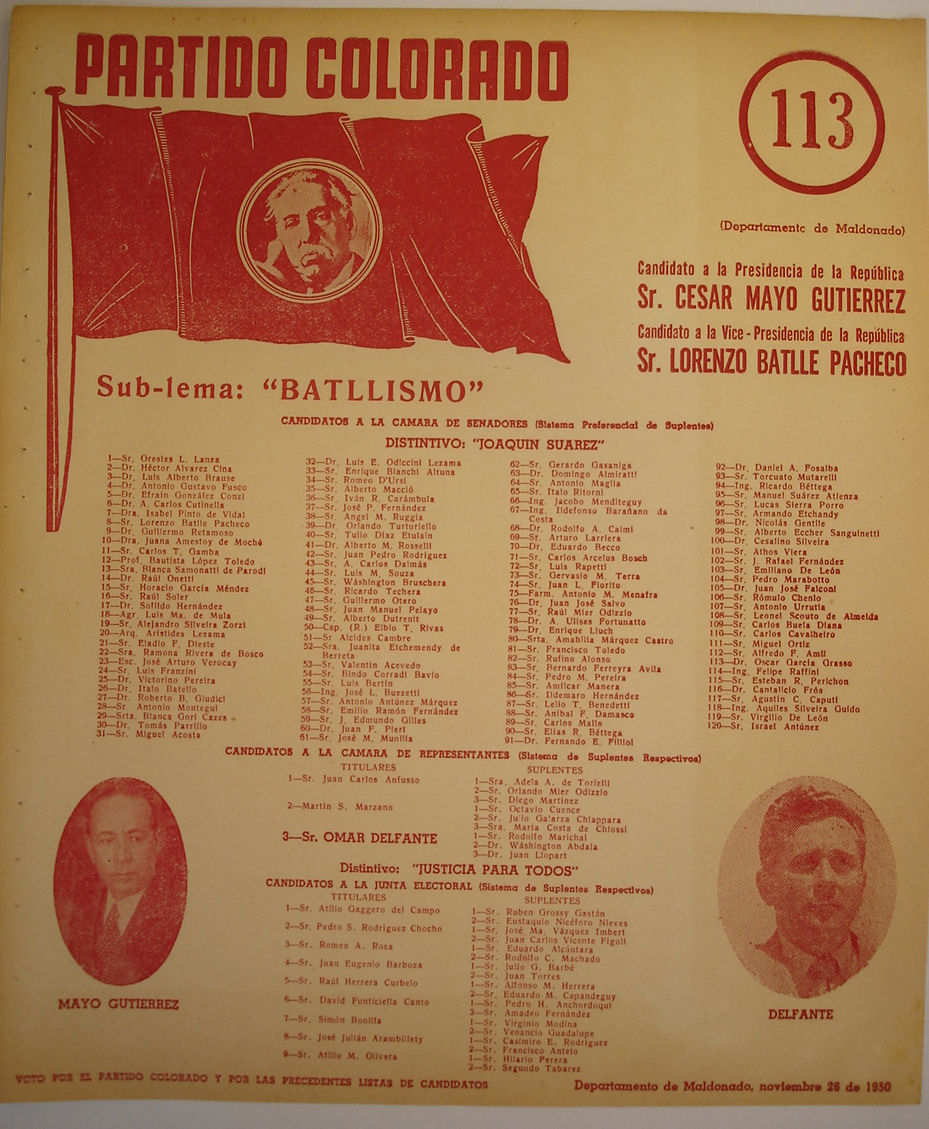 PARTIDO COLORADO
113
(Departamento de Maldonado)
Candidato a la Presidencia de la República
Sr. CESAR MAYO GUTIERREZ
Candidato a la Vice-Presidencia de la República
Sr. LORENZO BATLLE PACHECO
Sub-lema: “BATLLISMO”
CANDIDATOS A LA CAMARA DE SENADORES (Sistema Preferencial de Suplentes)
DISTINTIVO: “JOAQUIN SUAREZ”
1—Sr. Orestes L. Lanza
2—Dr. Héctor Alvarez Cina
3—Dr. Luis Alberto Brause
4—Dr. Antonio Gustavo Fusco
5—Dr. Efraín González Conzi
6—Dr. A. Carlos Cutinella
7—Dra. Isabel Pinto de Vidal
8—Sr. Lorenzo Batlle Pacheco
9—Dr. Guillermo Retamoso
10—Dra. Juana Amestoy de Moché
11—Sr. Carlos T. Gamba
12—Prof. Bautista López Toledo
13—Sra. Blanca Samonatti de Parodi
14—Dr. Raúl Onetti
15—Sr. Horacio García Méndez
16—Sr. Raúl Soler
17—Dr. Sofildo Hernández
18—Agr. Luis Ma. de Mula
19—Sr. Alejandro Silveira Zorzi
20—Arq. Arístides Lezama
21—Sr. Eladio F. Dieste
22—Sra. Ramona Rivera de Bosco
23—Esc. José Arturo Verocay
24—Sr. Luis Franzini
25—Dr. Victorino Pereira
26—Dr. Italo Batello
27—Dr. Roberto B. Giudici
28—Sr. Antonio Montegui
29—Srta. Blanca Gori Cazes
30—Dr. Tomás Parrillo
31—Sr. Miguel Acosta
32—Dr. Luis E. Odiccini Lezama
33—Sr. Enrique Bianchi Altuna
34—Sr. Romeo D'Ursi
35—Sr. Alberto Macció
36—Sr. Iván R. Carámbula
37—Sr. José P. Fernández
38—Sr. Angel M. Ruggia
39—Dr. Orlando Turturiello
40—Sr. Tulio Díaz Etulain
41—Dr. Alberto M. Rosselli
42—Sr. Juan Pedro Rodríguez
43—Sr. A. Carlos Dalmás
44—Sr. Luis M. Souza
45—Sr. Wáshington Bruschera
46—Sr. Ricardo Techera
47—Sr. Guillermo Otero
48—Sr. Juan Manuel Pelayo
49—Sr. Alberto Dutrenit
50—Cap. (R.) Elbio T. Rivas
51—Sr Alcides Cambre
52—Sra. Juanita Etchemendy de
Berreta
53—Sr. Valentín Acevedo
54—Sr. Bindo Corradi Bavio
55—Sr. Luis Bertín
56—Ing. José L. Buzzetti
57—Sr. Antonio Antúnez Márquez
58—Sr. Emilio Ramón Fernández
59—Sr. J. Edmundo Gilles
60—Dr. Juan F. Pieri
61—Sr. José M. Munilla
62—Sr. Gerardo Gasaniga
63—Dr. Domingo Almiratti
64—Sr. Antonio Maglia
65—Sr. Italo Ritorni
66—Ing. Jacobo Menditeguy
67—Ing. Ildefonso Barañano da
Costa
68—Dr. Rodolfo A. Caimi
69—Sr. Arturo Larriera
70—Dr. Eduardo Recco
71—Sr. Carlos Arcelus Bosch
72—Sr. Luis Rapetti
73—Sr. Gervasio M. Terra
74—Sr. Juan L. Fiorito
75—Farm. Antonio M. Menafra
76—Dr. Juan José Salvo
77—Sr. Raúl Mier Odizzio
78—Dr. A. Ulises Fortunatto
79—Dr. Enrique Lluch
80—Srta. Amabilia Márquez Castro
81—Sr. Francisco Toledo
82—Sr. Rufino Alonso
83—Sr. Bernardo Ferreyra Avila
84—Sr. Pedro M. Pereira
85—Sr. Amílcar Manera
86—Sr. Ildemaro Hernández
87—Sr. Lelio T. Benedetti
88—Sr. Aníbal F. Damasco
89—Sr. Carlos Mallo
90—Sr. Elías R. Béttega
91—Dr. Fernando E. Filliol
92—Dr. Daniel A. Fosalba
93—Sr. Torcuato Mutarelli
94—Ing. Ricardo Béttega
95—Sr. Manuel Suárez Atienza
96—Sr. Lucas Sierra Porro
97—Sr. Armando Etchandy
98—Dr. Nicolás Gentile
99—Sr. Alberto Eccher Sanguinetti
100—Dr. Cesalino Silveira
101—Sr. Athos Viera
102—Sr. J. Rafael Fernández
103—Sr. Emiliano De León
104—Sr. Pedro Marabotto
105—Dr. Juan José Falconi
106—Sr. Rómulo Chenlo
107—Sr. Antonio Urrutia
108—Sr. Leonel Scouto de Almeida
109—Sr. Carlos Buela Diana
110—Sr. Carlos Cavalheiro
111—Sr. Miguel Ortiz
112—Sr. Alfredo F. Amil
113—Dr. Oscar García Grasso
114—Ing. Felipe Raffini
115—Sr. Esteban R. Perichon
116—Dr. Cantalicio Frós
117—Sr. Agustín C. Caputi
118—Ing. Aquiles Silveira Guido
119—Sr. Virgilio De León
120—Sr. Israel Antúnez
CANDIDATOS A LA CAMARA DE REPRESENTANTES (Sistema de Suplentes Respectivos)
TITULARES
1—Sr. Juan Carlos Anfusso
2—Martín S. Marzano
3—Sr. OMAR DELFANTE
SUPLENTES
1—Sra. Adela A. de Torielli
2—Sr. Orlando Mier Odizzio
3—Sr. Diego Martínez
1—Sr. Octavio Cuence
2—Sr. Julio Galarza Chiappara
3—Sra. María Costa de Chiossi
1—Sr. Rodolfo Marichal
2—Dr. Wáshington Abdala
3—Dr. Juan Llopart
Distintivo: “JUSTICIA PARA TODOS”
CANDIDATOS A LA JUNTA ELECTORAL (Sistema de Suplentes Respectivos)
TITULARES
1—Sr. Atilio Gaggero del Campo
2—Sr. Pedro S. Rodríguez Chocho
3—Sr. Romeo A. Rosa
4—Sr. Juan Eugenio Barboza
5—Sr. Raúl Herrera Curbelo
6—Sr. David Fonticiella Canto
7—Sr. Simón Bonilla
8—Sr. José Julián Arambillety
9—Sr. Atilio M. Olivera
SUPLENTES
1—Sr. Ruben Grossy Gastán
2—Sr. Eustaquio Nicéforo Nieves
1—Sr. José Ma. Vázquez Imbert
2—Sr. Juan Carlos Vicente Figoli
1—Sr. Eduardo Alcántara
2—Sr. Rodolfo C. Machado
1—Sr. Julio G. Barbé
2—Sr. Juan Torres
1—Sr. Alfonso M. Herrera
2—Sr. Eduardo M. Capandeguy
1—Sr. Pedro H. Anchordoqui
2—Sr. Amadeo Fernández
1—Sr. Virginio Modina
2—Sr. Venancio Guadalupe
1—Sr. Casimiro E. Rodríguez
2—Sr. Francisco Antelo
1—Sr. Hilario Perera
2—Sr. Segundo Tabarez
MAYO GUTIERREZ
DELFANTE
VOTO POR EL PARTIDO COLORADO Y POR LAS PRECEDENTES LISTAS DE CANDIDATOS
Departamento de Maldonado, noviembre 26 de 1950